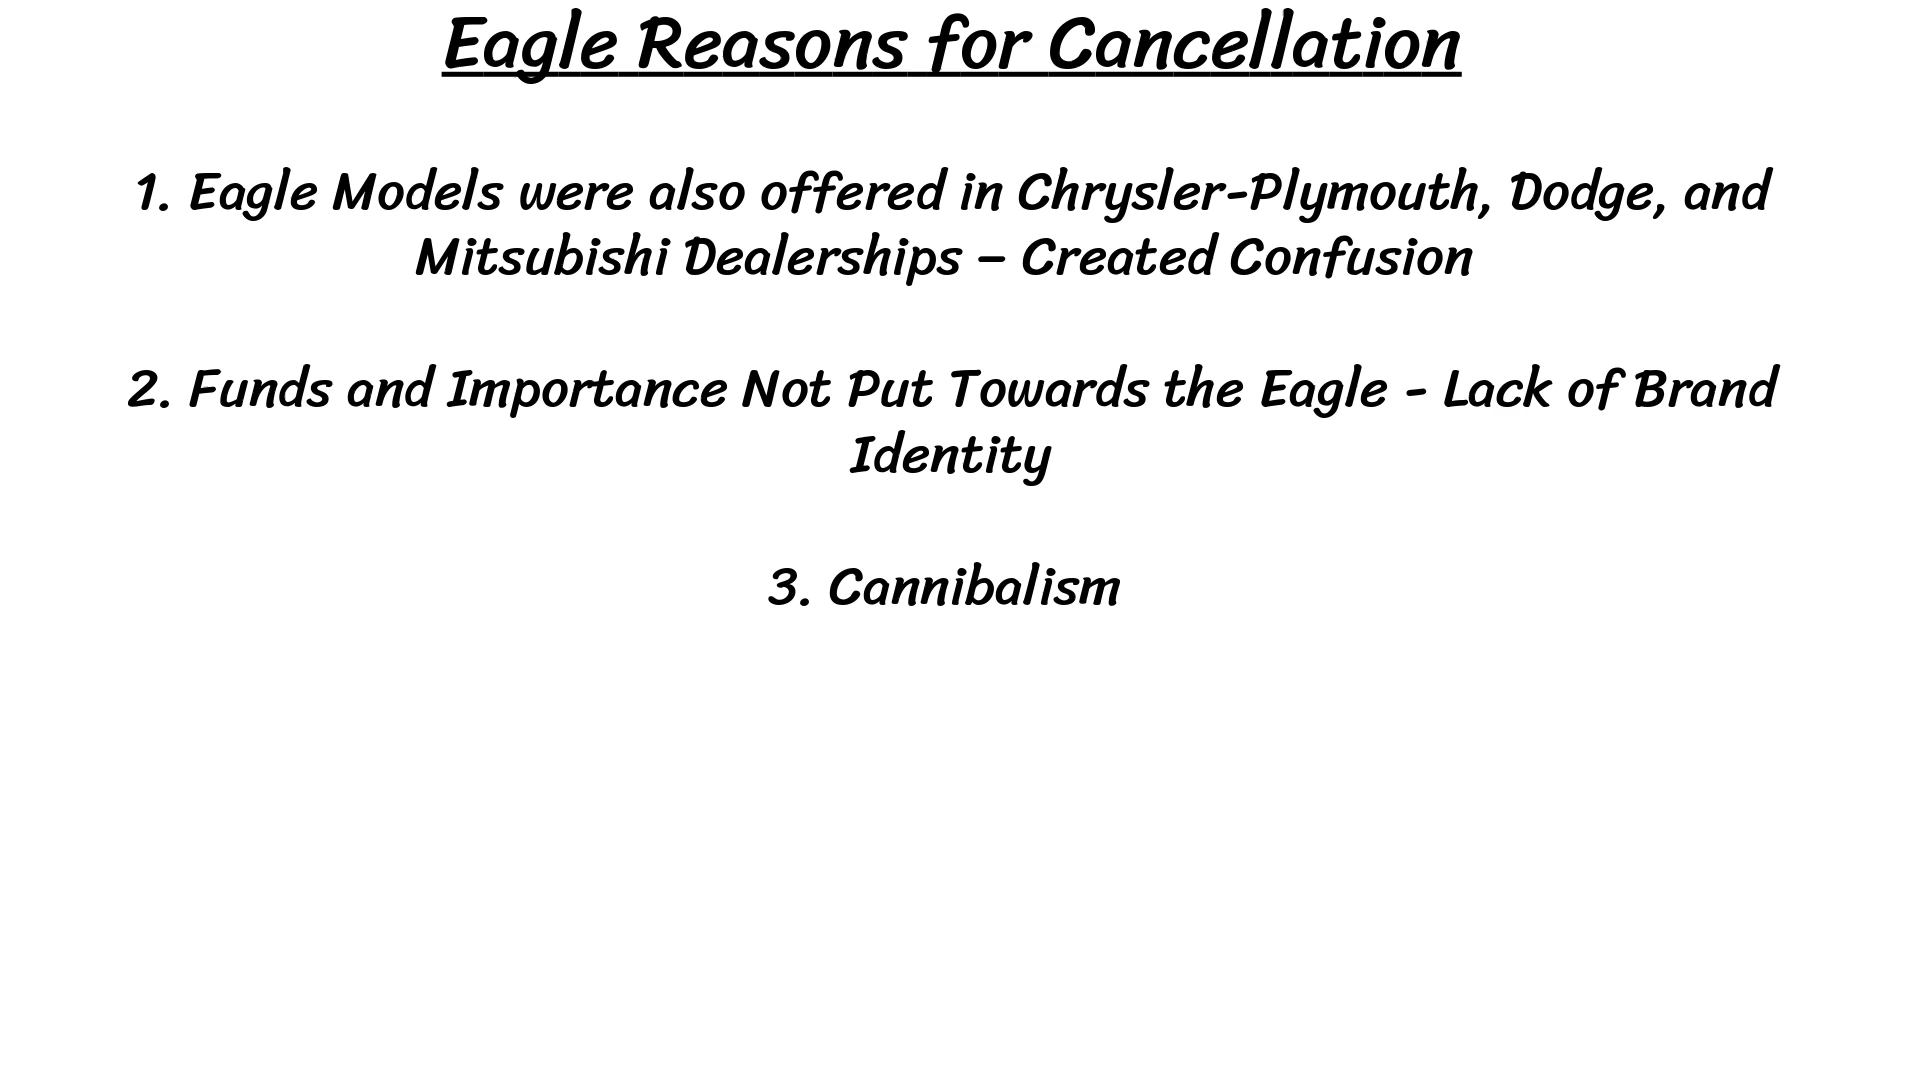 Eagle Reasons for Cancellation
1. Eagle Models were also offered in Chrysler-Plymouth, Dodge, and
Mitsubishi Dealerships – Created Confusion
2. Funds and Importance Not Put Towards the Eagle - Lack of Brand
Identity
3. Cannibalism